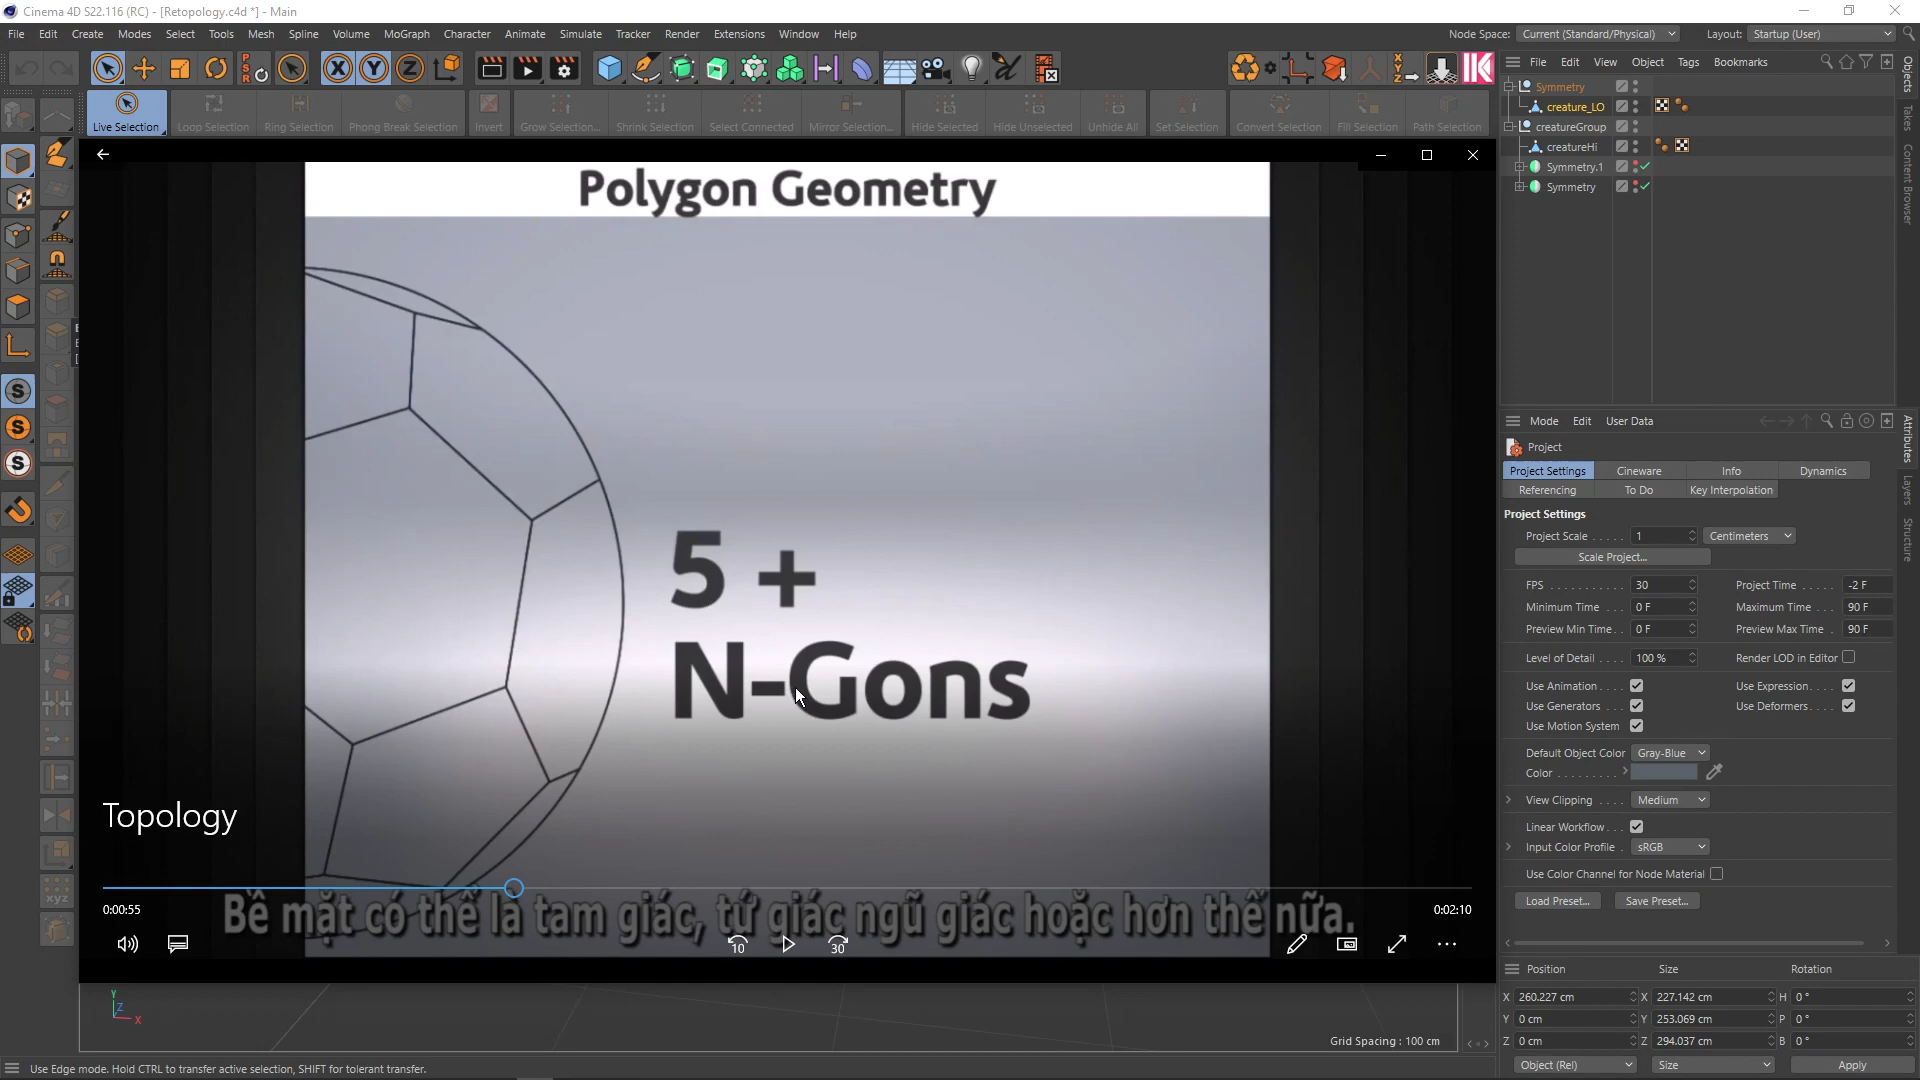 Cinema 4D S22.116 (RC) - [Retopology.c4d *] - Main
File Edit Create Modes Select Tools Mesh Spline Volume MoGraph Character Animate Simulate Tracker Render Extensions Window Help
Node Space: Current (Standard/Physical) Layout: Startup (User)
PSR X Y Z
Live Selection Loop Selection Ring Selection Phong Break Selection Invert Grow Selection... Shrink Selection Select Connected Mirror Selection... Hide Selected Hide Unselected Unhide All Set Selection Convert Selection Fill Selection Path Selection
Polygon Geometry
5 +
N-Gons
Topology
0:00:55
0:02:10
Bề mặt có thể là tam giác, tứ giác ngũ giác hoặc hơn thế nữa.
10 30
Y
Z
X
Grid Spacing : 100 cm
Use Edge mode. Hold CTRL to transfer active selection, SHIFT for tolerant transfer.
File Edit View Object Tags Bookmarks
Symmetry
creature_LO
creatureGroup
creatureHi
Symmetry.1
Symmetry
Objects
Takes
Content Browser
Mode Edit User Data
Project
Project Settings Cineware Info Dynamics
Referencing To Do Key Interpolation
Project Settings
Project Scale 1 Centimeters
Scale Project...
FPS 30 Project Time -2 F
Minimum Time 0 F Maximum Time 90 F
Preview Min Time 0 F Preview Max Time 90 F
Level of Detail 100 % Render LOD in Editor
Use Animation Use Expression
Use Generators Use Deformers
Use Motion System
Default Object Color Gray-Blue
Color
View Clipping Medium
Linear Workflow
Input Color Profile sRGB
Use Color Channel for Node Material
Load Preset... Save Preset...
Attributes
Layers
Structure
Position Size Rotation
X 260.227 cm X 227.142 cm H 0 °
Y 0 cm Y 253.069 cm P 0 °
Z 0 cm Z 294.037 cm B 0 °
Object (Rel) Size Apply